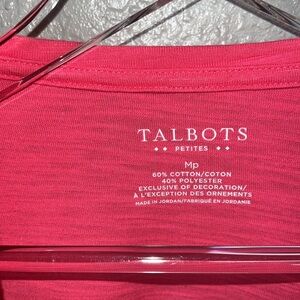 TALBOTS
PETITES
Mp
60% COTTON/COTON
40% POLYESTER
EXCLUSIVE OF DECORATION/
À L'EXCEPTION DES ORNEMENTS
MADE IN JORDAN/FABRIQUÉ EN JORDANIE